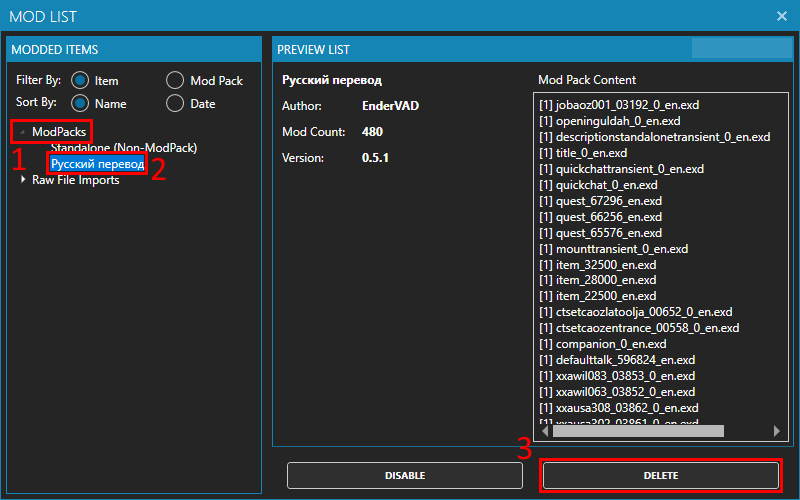 MOD LIST
MODDED ITEMS
Filter By: Item Mod Pack
Sort By: Name Date
ModPacks
1
Standalone (Non-ModPack)
Русский перевод
2
Raw File Imports
PREVIEW LIST
Русский перевод
Author: EnderVAD
Mod Count: 480
Version: 0.5.1
Mod Pack Content
[1] jobaoz001_03192_0_en.exd
[1] openinguldah_0_en.exd
[1] descriptionstandalonetransient_0_en.exd
[1] title_0_en.exd
[1] quickchattransient_0_en.exd
[1] quickchat_0_en.exd
[1] quest_67296_en.exd
[1] quest_66256_en.exd
[1] quest_65576_en.exd
[1] mounttransient_0_en.exd
[1] item_32500_en.exd
[1] item_28000_en.exd
[1] item_22500_en.exd
[1] ctsetcaozlatoolja_00652_0_en.exd
[1] ctsetcaozentrance_00558_0_en.exd
[1] companion_0_en.exd
[1] defaulttalk_596824_en.exd
[1] xxawil083_03853_0_en.exd
[1] xxawil063_03852_0_en.exd
[1] xxausa308_03862_0_en.exd
[1] xxausa302_03861_0_en.exd
3
DISABLE
DELETE